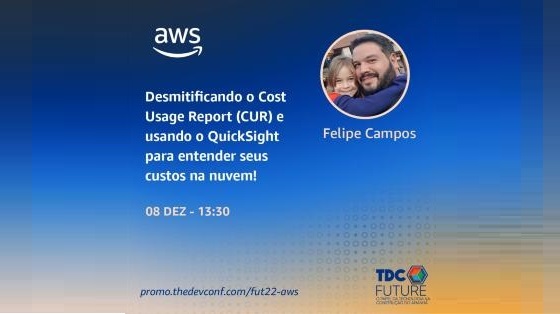 aws
Desmitificando o Cost
Usage Report (CUR) e
usando o QuickSight
para entender seus
custos na nuvem!
08 DEZ - 13:30
Felipe Campos
promo.thedevconf.com/fut22-aws
TDC
FUTURE